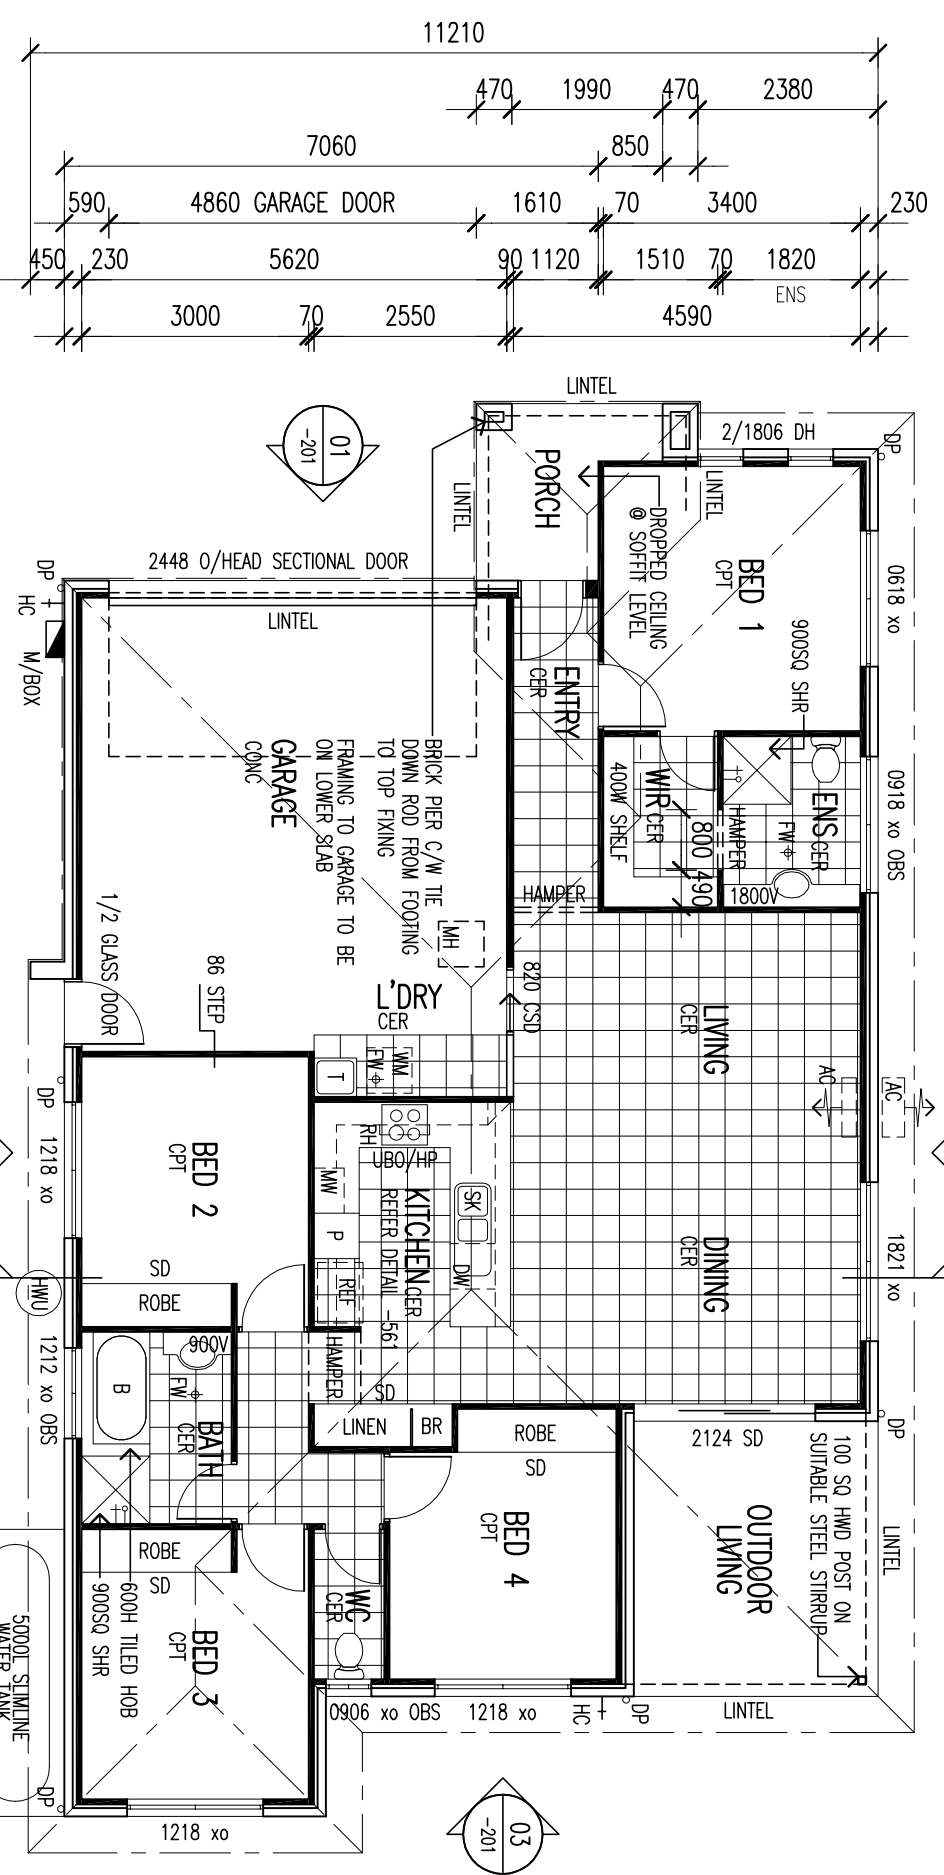 11210
470
1990
470
2380
7060
850
590
4860 GARAGE DOOR
1610
70
3400
230
450
230
5620
90
1120
1510
70
1820
ENS
3000
70
2550
4590
LINTEL
2/1806 DH
DP
01
-201
PORCH
LINTEL
LINTEL
DROPPED CEILING
@ SOFFIT LEVEL
BED 1
CPT
0618 xo
900SQ SHR
2448 O/HEAD SECTIONAL DOOR
LINTEL
DP
HC
M/BOX
ENTRY
CER
BRICK PIER C/W TIE
DOWN ROD FROM FOOTING
TO TOP FIXING
FRAMING TO GARAGE TO BE
ON LOWER SLAB
GARAGE
CONC
WIR
CER
400W SHELF
800
490
HAMPER
FW
ENS
CER
0918 xo OBS
1800V
HAMPER
MH
1/2 GLASS DOOR
86 STEP
L'DRY
CER
820 CSD
WM
FW
T
LIVING
CER
AC
AC
DP
1218 xo
BED 2
CPT
RH
UBO/HP
MW
P
REF
KITCHEN
CER
REFER DETAIL -561
SK
DW
DINING
CER
1821 xo
SD
ROBE
HWU
900V
HAMPER
1212 xo OBS
B
FW
BATH
CER
SD
LINEN
BR
ROBE
SD
2124 SD
DP
100 SQ HWD POST ON
SUITABLE STEEL STIRRUP
LINTEL
OUTDOOR
LIVING
BED 4
CPT
ROBE
SD
600H TILED HOB
900SQ SHR
BED 3
CPT
WC
CER
5000L SLIMLINE
WATER TANK
0906 xo OBS
1218 xo
HC
DP
LINTEL
DP
1218 xo
03
-201